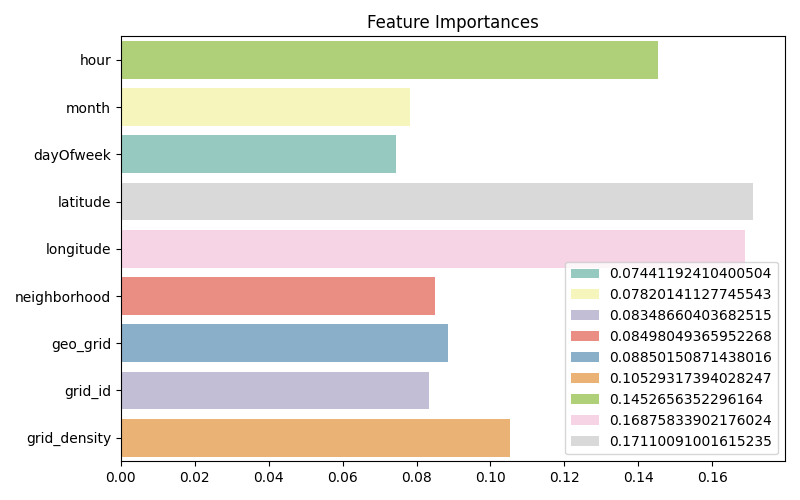 Feature Importances
hour
month
dayOfweek
latitude
longitude
neighborhood
geo_grid
grid_id
grid_density
0.07441192410400504
0.07820141127745543
0.08348660403682515
0.08498049365952268
0.08850150871438016
0.10529317394028247
0.1452656352296164
0.16875833902176024
0.17110091001615235
0.00 0.02 0.04 0.06 0.08 0.10 0.12 0.14 0.16